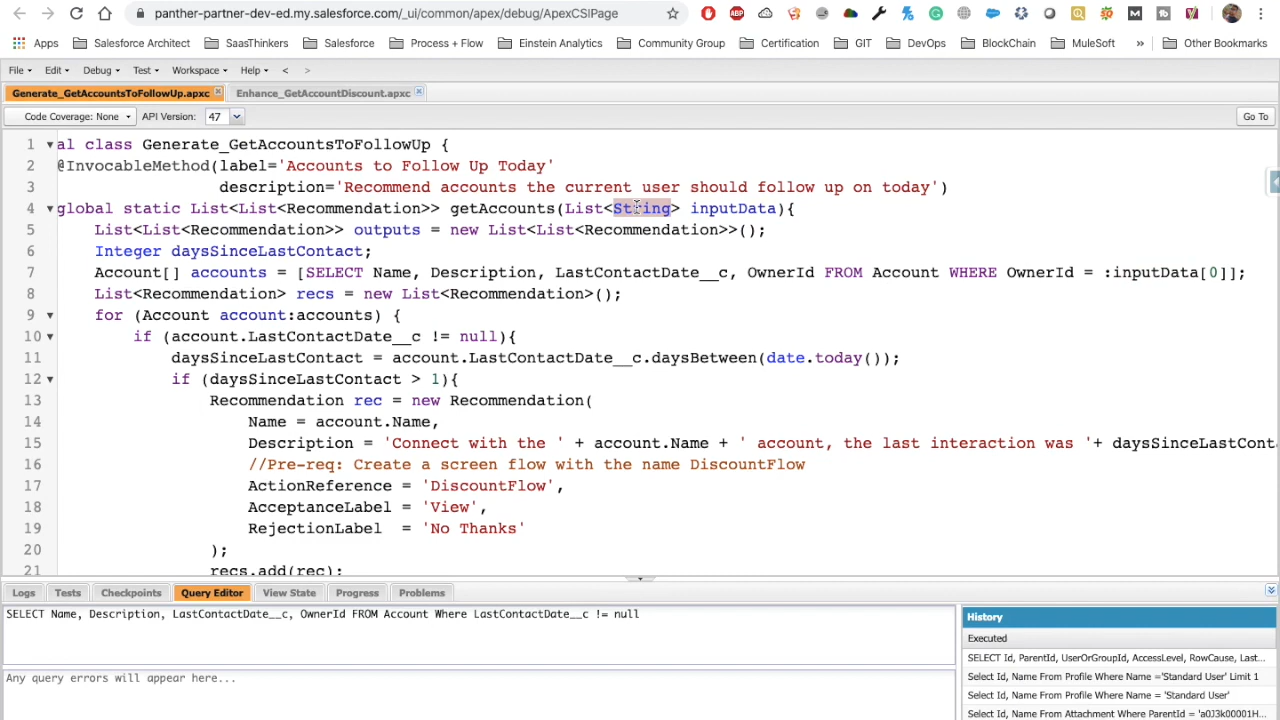 panther-partner-dev-ed.my.salesforce.com/_ui/common/apex/debug/ApexCSIPage
Apps Salesforce Architect SaasThinkers Salesforce Process + Flow Einstein Analytics Community Group Certification GIT DevOps BlockChain MuleSoft » Other Bookmarks
File Edit Debug Test Workspace Help < >
Generate_GetAccountsToFollowUp.apxc Enhance_GetAccountDiscount.apxc
Code Coverage: None API Version: 47 Go To
1 al class Generate_GetAccountsToFollowUp {
2 @InvocableMethod(label='Accounts to Follow Up Today'
3 description='Recommend accounts the current user should follow up on today')
4 global static List<List<Recommendation>> getAccounts(List<String> inputData){
5 List<List<Recommendation>> outputs = new List<List<Recommendation>>();
6 Integer daysSinceLastContact;
7 Account[] accounts = [SELECT Name, Description, LastContactDate__c, OwnerId FROM Account WHERE OwnerId = :inputData[0]];
8 List<Recommendation> recs = new List<Recommendation>();
9 for (Account account:accounts) {
10 if (account.LastContactDate__c != null){
11 daysSinceLastContact = account.LastContactDate__c.daysBetween(date.today());
12 if (daysSinceLastContact > 1){
13 Recommendation rec = new Recommendation(
14 Name = account.Name,
15 Description = 'Connect with the ' + account.Name + ' account, the last interaction was '+ daysSinceLastCont
16 //Pre-req: Create a screen flow with the name DiscountFlow
17 ActionReference = 'DiscountFlow',
18 AcceptanceLabel = 'View',
19 RejectionLabel = 'No Thanks'
20 );
21 recs.add(rec);
Logs Tests Checkpoints Query Editor View State Progress Problems
SELECT Name, Description, LastContactDate__c, OwnerId FROM Account Where LastContactDate__c != null
Any query errors will appear here...
History
Executed
SELECT Id, ParentId, UserOrGroupId, AccessLevel, RowCause, Last...
Select Id, Name From Profile Where Name ='Standard User' Limit 1
Select Id, Name From Profile Where Name = 'Standard User'
Select Id, Name From Attachment Where ParentId = 'a0J3k00001H...